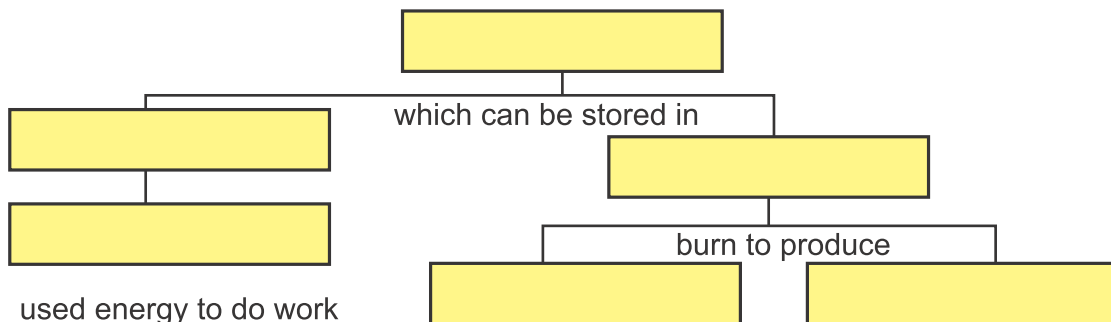 which can be stored in
burn to produce
used energy to do work